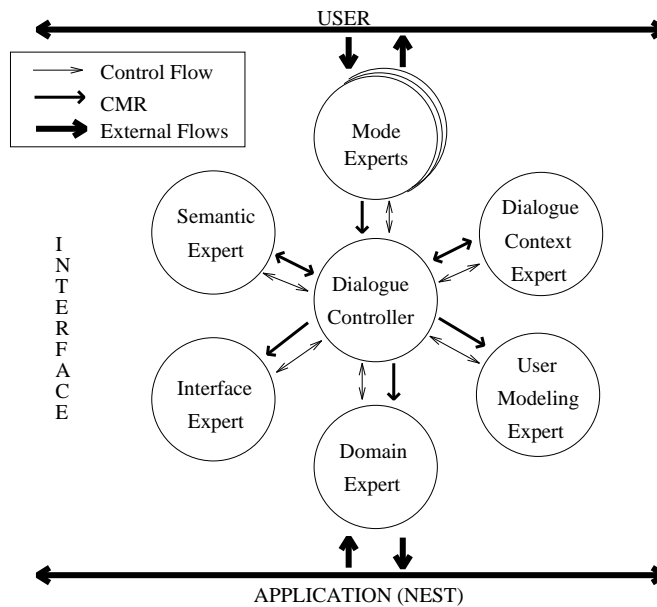 USER
Control Flow
CMR
External Flows
Mode
Experts
Semantic
Expert
Dialogue
Context
Expert
Dialogue
Controller
INTERFACE
Interface
Expert
User
Modeling
Expert
Domain
Expert
APPLICATION (NEST)